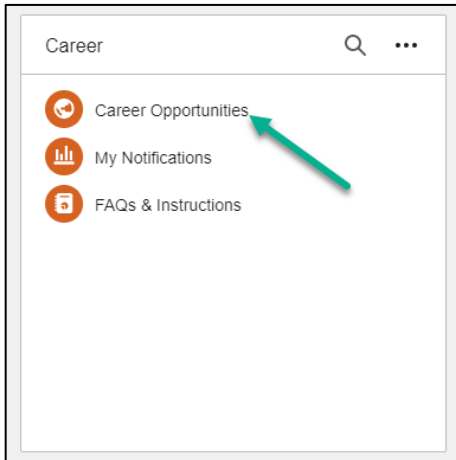 Career
Career Opportunities
My Notifications
FAQs & Instructions